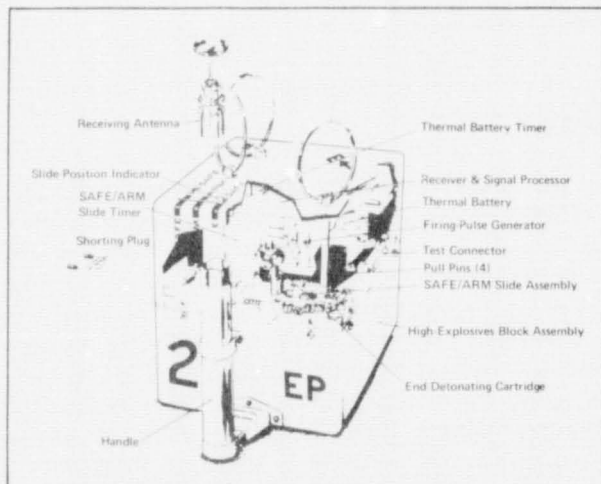 Receiving Antenna
Thermal Battery Timer
Slide Position Indicator
Receiver & Signal Processor
SAFE/ARM
Slide Timer
Thermal Battery
Firing-Pulse Generator
Shorting Plug
Test Connector
Pull Pins (4)
SAFE/ARM Slide Assembly
High-Explosives Block Assembly
End Detonating Cartridge
Handle
2
EP